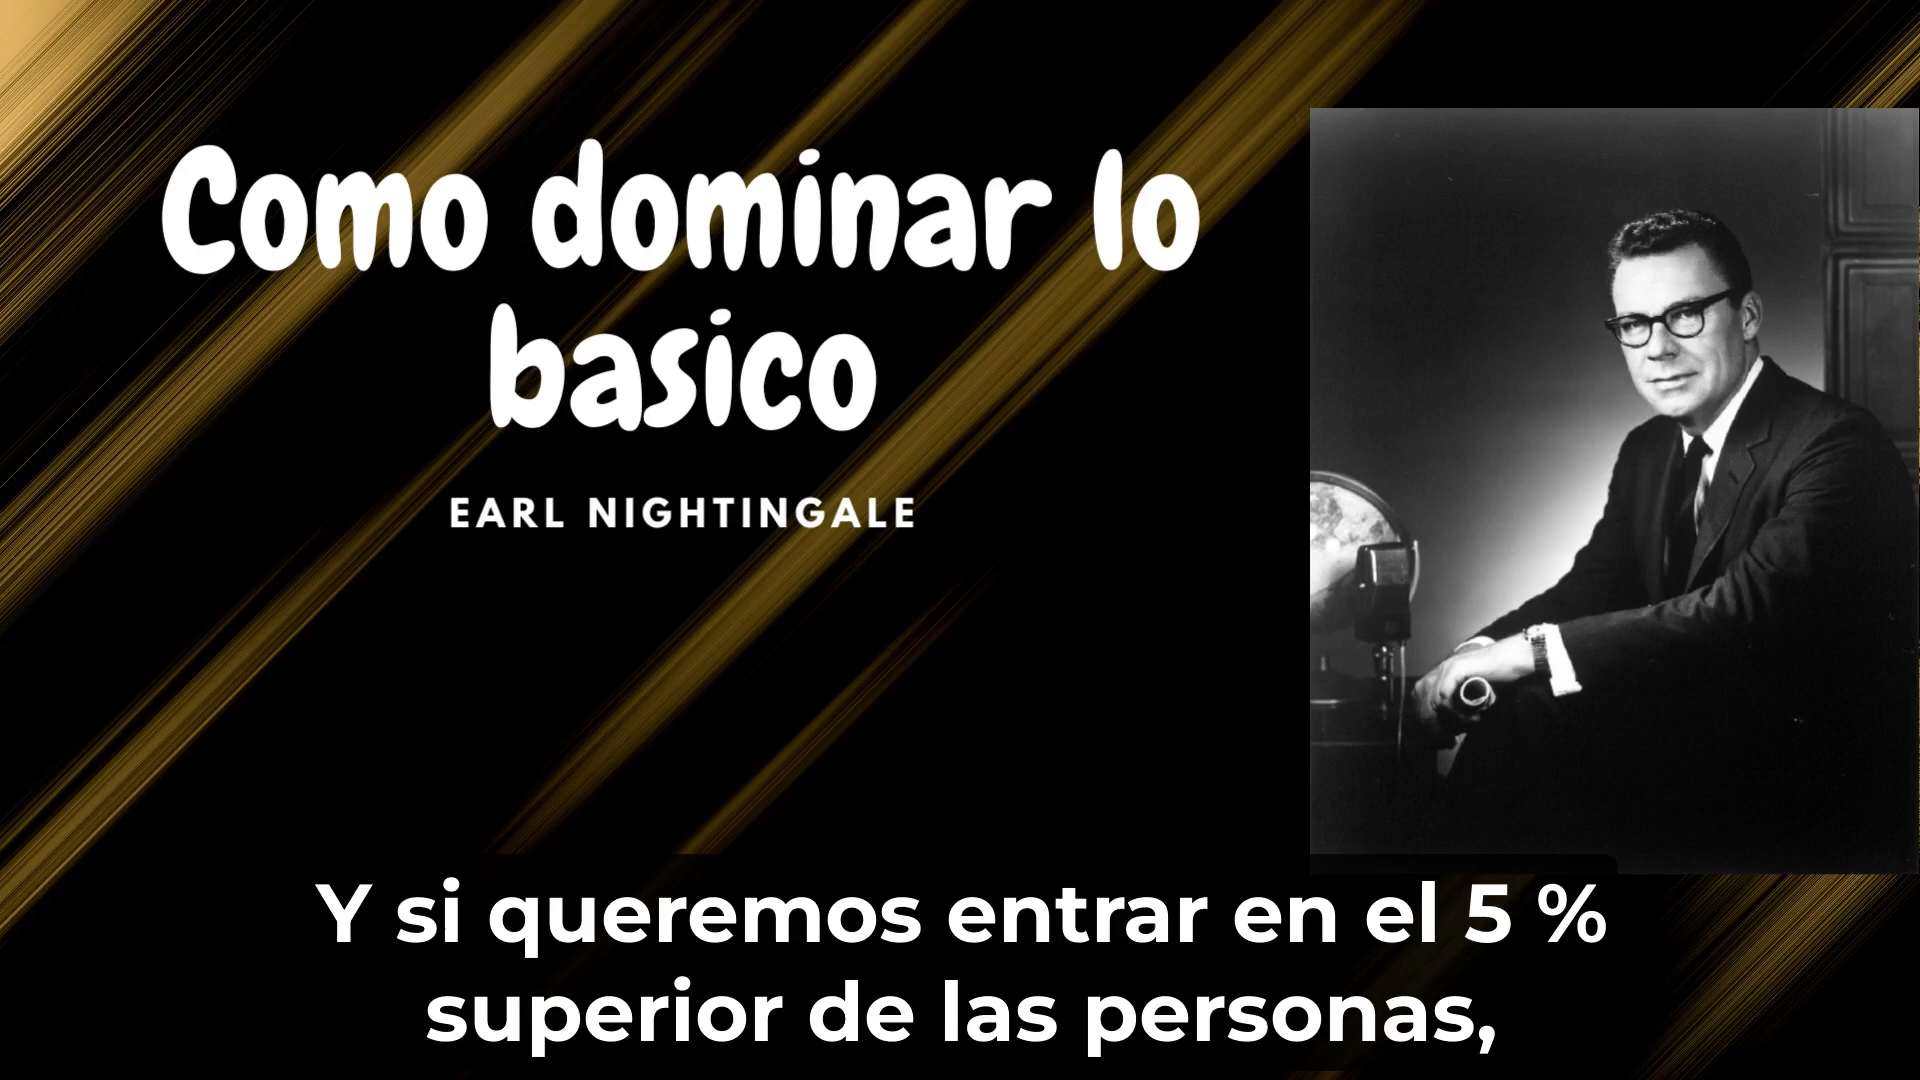 Como dominar lo
basico
EARL NIGHTINGALE
Y si queremos entrar en el 5 %
superior de las personas,